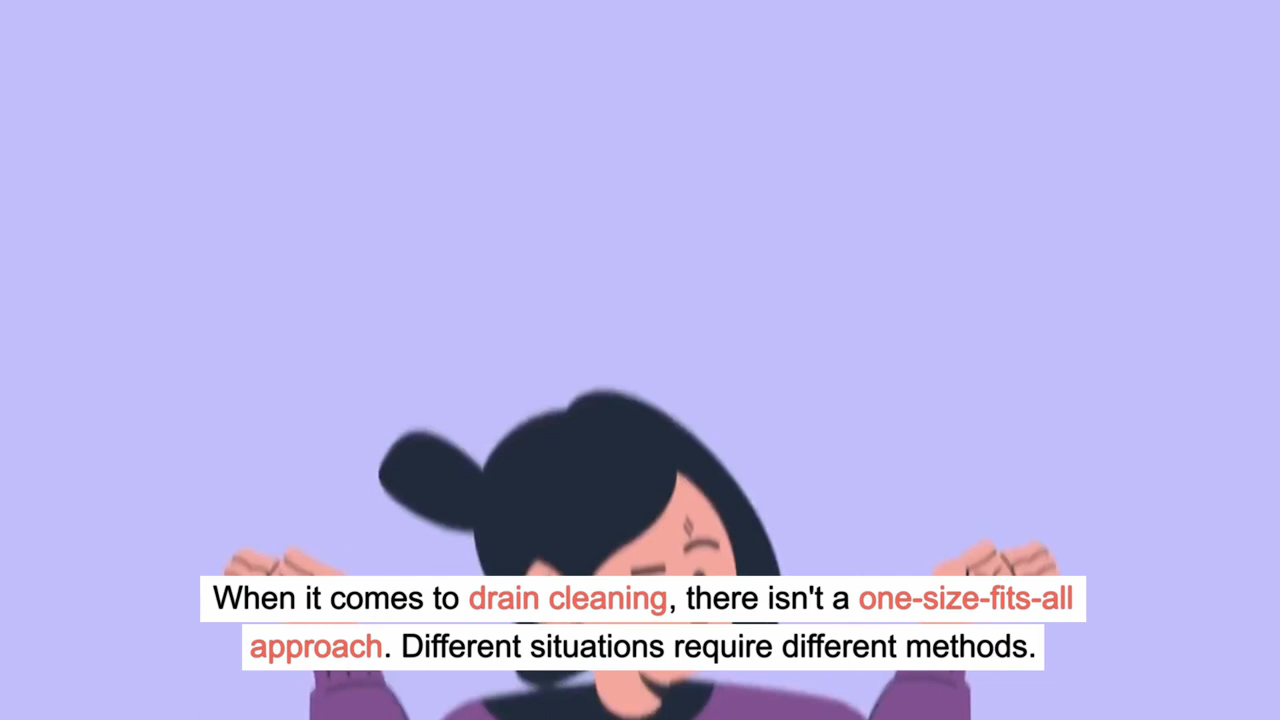 When it comes to drain cleaning, there isn't a one-size-fits-all
approach. Different situations require different methods.